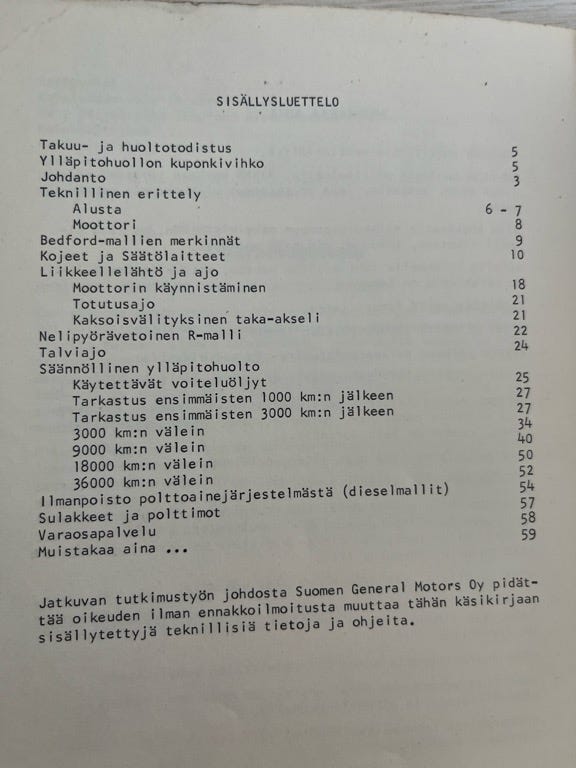 SISÄLLYSLUETTELO
Takuu- ja huoltotodistus 5
Ylläpitohuollon kuponkivihko 5
Johdanto 3
Teknillinen erittely
Alusta 6 - 7
Moottori 8
Bedford-mallien merkinnät 9
Kojeet ja Säätölaitteet 10
Liikkeellelähtö ja ajo
Moottorin käynnistäminen 18
Totutusajo 21
Kaksoisvälityksinen taka-akseli 21
Nelipyörävetoinen R-malli 22
Talviajo 24
Säännöllinen ylläpitohuolto
Käytettävät voiteluöljyt 25
Tarkastus ensimmäisten 1000 km:n jälkeen 27
Tarkastus ensimmäisten 3000 km:n jälkeen 27
3000 km:n välein 34
9000 km:n välein 40
18000 km:n välein 50
36000 km:n välein 52
Ilmanpoisto polttoainejärjestelmästä (dieselmallit) 54
Sulakkeet ja polttimot 57
Varaosapalvelu 58
Muistakaa aina ... 59
Jatkuvan tutkimustyön johdosta Suomen General Motors Oy pidät-
tää oikeuden ilman ennakkoilmoitusta muuttaa tähän käsikirjaan
sisällytettyjä teknillisiä tietoja ja ohjeita.